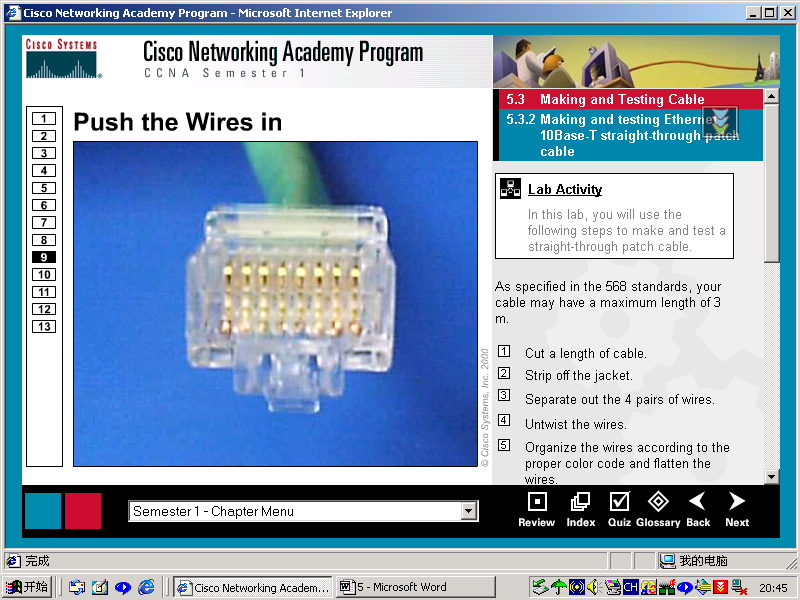 Cisco Networking Academy Program - Microsoft Internet Explorer
CISCO SYSTEMS
Cisco Networking Academy Program
CCNA Semester 1
1
2
3
4
5
6
7
8
9
10
11
12
13
Push the Wires in
© Cisco Systems, Inc. 2000
5.3 Making and Testing Cable
5.3.2 Making and testing Ethernet
10Base-T straight-through patch
cable
Lab Activity
In this lab, you will use the
following steps to make and test a
straight-through patch cable.
As specified in the 568 standards, your
cable may have a maximum length of 3
m.
1 Cut a length of cable.
2 Strip off the jacket.
3 Separate out the 4 pairs of wires.
4 Untwist the wires.
5 Organize the wires according to the
proper color code and flatten the
wires.
Semester 1 - Chapter Menu
Review Index Quiz Glossary Back Next
完成
我的电脑
开始
Cisco Networking Academ...
5 - Microsoft Word
CH
20:45